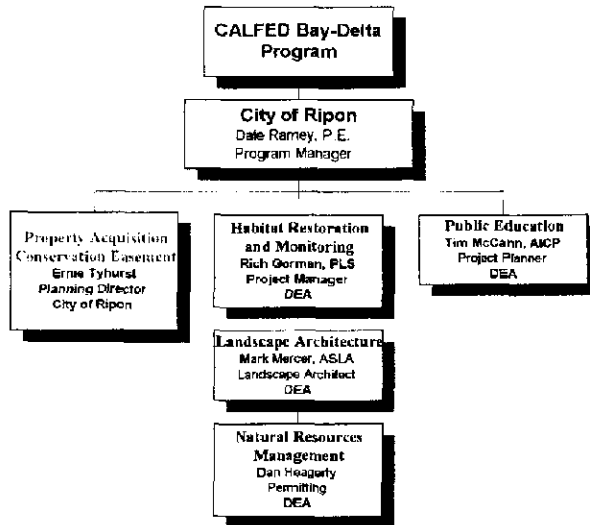 CALFED Bay-Delta
Program
City of Ripon
Dale Ramey, P.E.
Program Manager
Property Acquisition
Conservation Easement
Ernie Tyhurst
Planning Director
City of Ripon
Habitat Restoration
and Monitoring
Rich Gorman, PLS
Project Manager
DEA
Public Education
Tim McCann, AICP
Project Planner
DEA
Landscape Architecture
Mark Mercer, ASLA
Landscape Architect
DEA
Natural Resources
Management
Dan Heagerty
Permitting
DEA